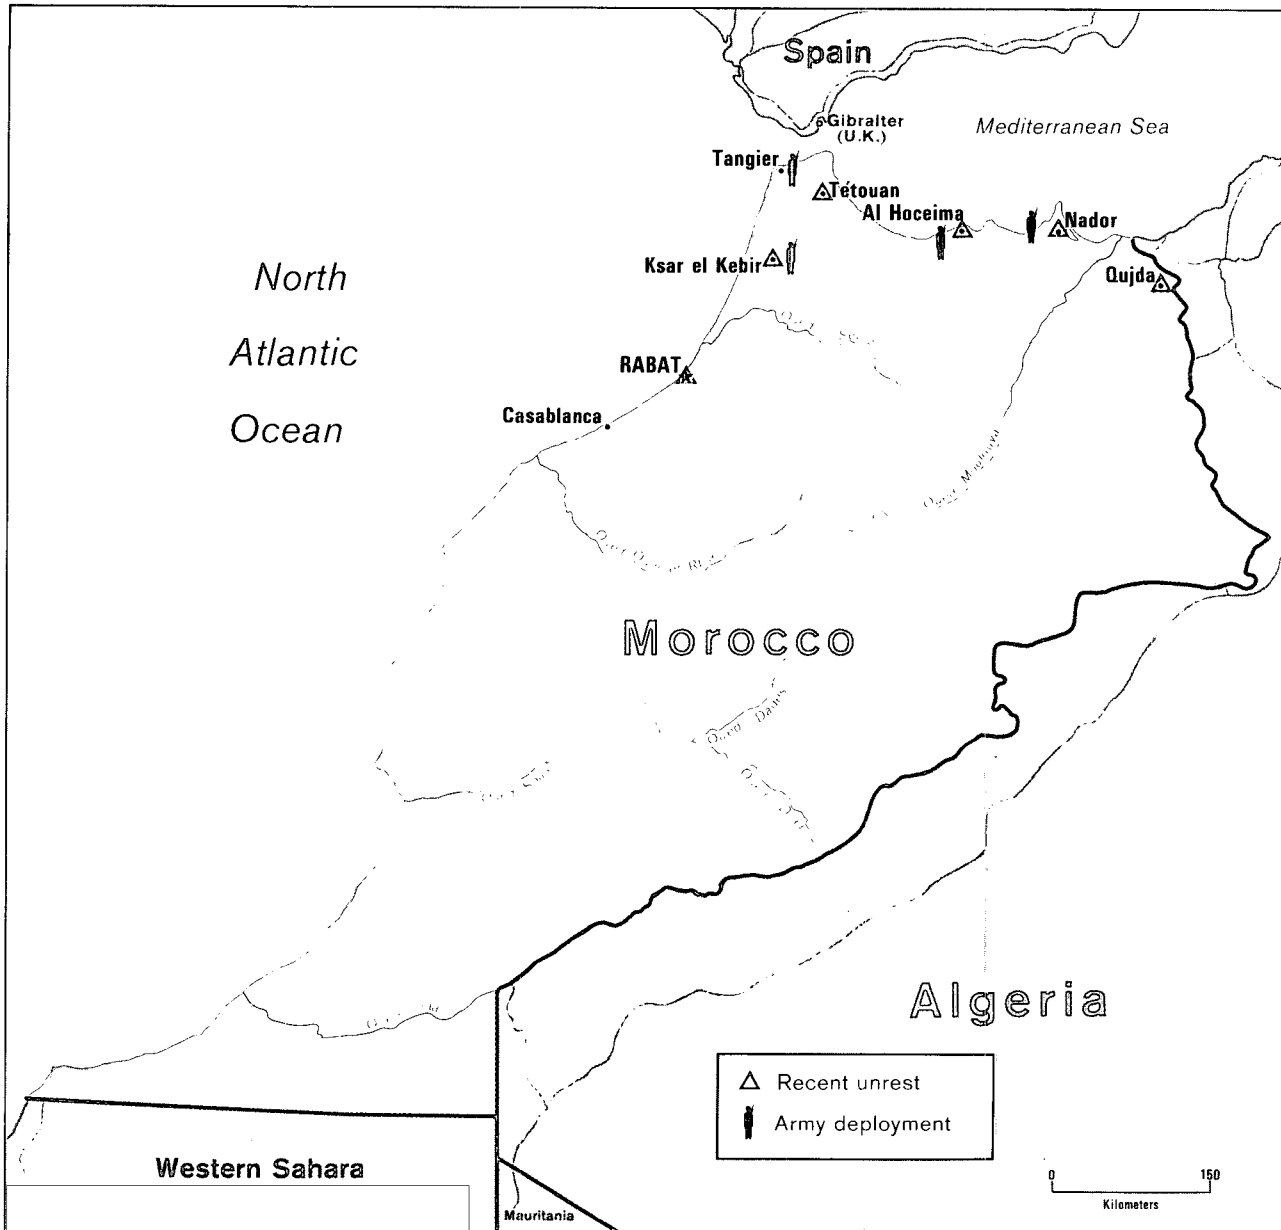 Spain
Gibralter
(U.K.)
Mediterranean Sea
Tangier
Tétouan
Al Hoceima
Nador
Ksar el Kebir
Qujda
North
Atlantic
Ocean
RABAT
Casablanca
Morocco
Algeria
Recent unrest
Army deployment
Western Sahara
Mauritania
0 150
Kilometers